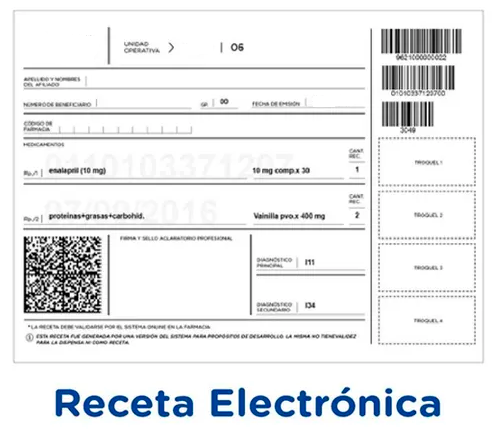 UNIDAD
OPERATIVA > | 06
9621000000022
APELLIDO Y NOMBRES
DEL AFILIADO
01010337120700
NÚMERO DE BENEFICIARIO GP 00 FECHA DE EMISIÓN
3049
CÓDIGO DE
FARMACIA
MEDICAMENTOS
CANT.
REC.
0110103371207
Rp./1 enalapril (10 mg) 10 mg comp.x 30 1
TROQUEL 1
CANT.
REC.
07/09/2016
Rp./2 proteinas+grasas+carbohid. Vainilla pvo.x 400 mg 2
TROQUEL 2
FIRMA Y SELLO ACLARATORIO PROFESIONAL
DIAGNÓSTICO
PRINCIPAL I11
TROQUEL 3
DIAGNÓSTICO
SECUNDARIO I34
TROQUEL 4
* LA RECETA DEBE VALIDARSE POR EL SISTEMA ONLINE EN LA FARMACIA
ESTA RECETA FUE GENERADA POR UNA VERSIÓN DEL SISTEMA PARA PROPÓSITOS DE DESARROLLO. LA MISMA NO TIENE VALIDEZ
PARA LA DISPENSA NI COMO RECETA.
Receta Electrónica